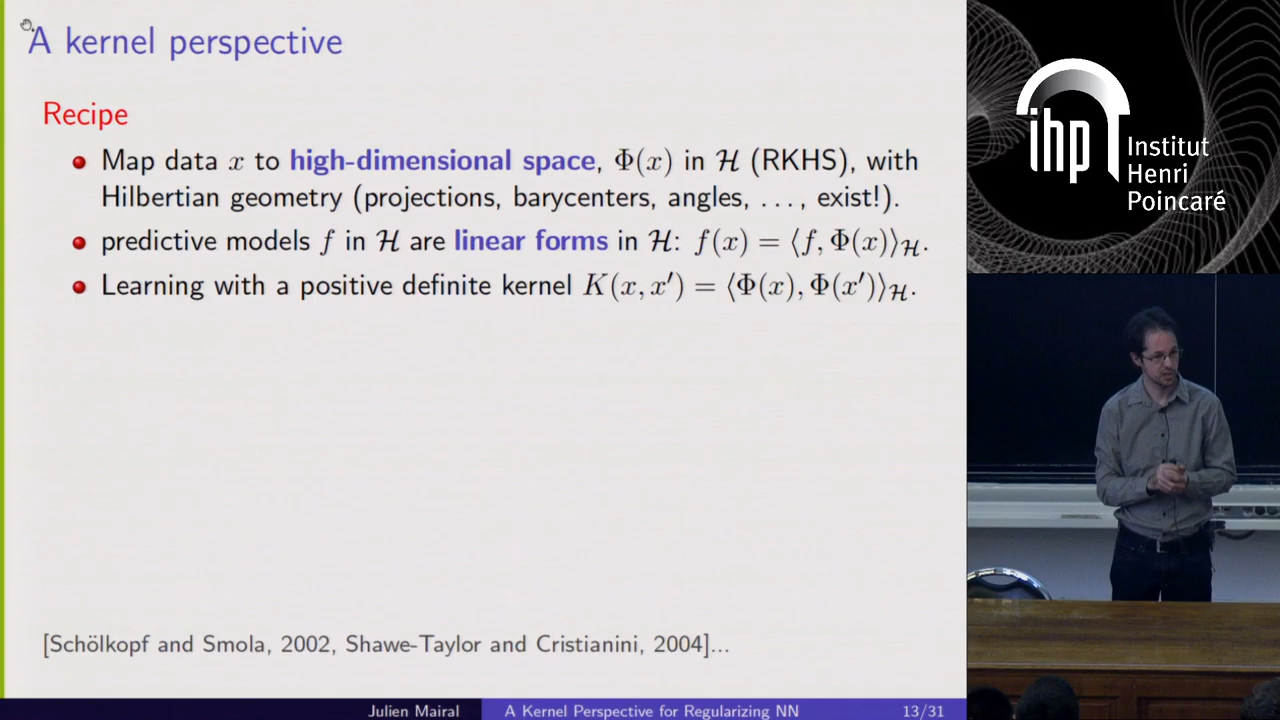 A kernel perspective
Recipe
Map data x to high-dimensional space, Φ(x) in ℋ (RKHS), with
Hilbertian geometry (projections, barycenters, angles, . . . , exist!).
predictive models f in ℋ are linear forms in ℋ: f(x) = ⟨f, Φ(x)⟩_ℋ.
Learning with a positive definite kernel K(x, x′) = ⟨Φ(x), Φ(x′)⟩_ℋ.
[Schölkopf and Smola, 2002, Shawe-Taylor and Cristianini, 2004]...
Julien Mairal
A Kernel Perspective for Regularizing NN
13/31
ihp
Institut
Henri
Poincaré